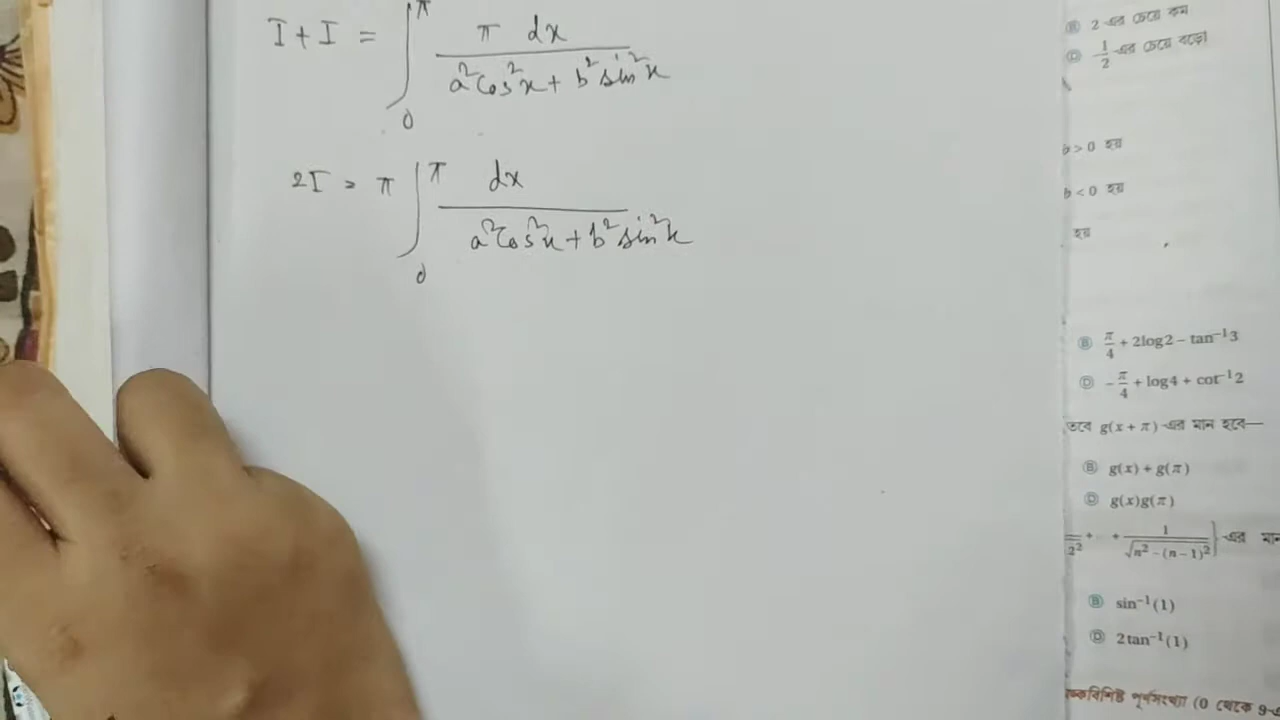 I + I = ∫₀^π π dx / (a²cos²x + b²sin²x)
2I = π ∫₀^π dx / (a²cos²x + b²sin²x)
Ⓑ 2 এর চেয়ে কম
Ⓓ 1/2 এর চেয়ে বড়ো
b > 0 হয়
b < 0 হয়
হয়
Ⓑ π/4 + 2log2 − tan⁻¹3
Ⓓ −π/4 + log4 + cot⁻¹2
তবে g(x + π)-এর মান হবে—
Ⓑ g(x) + g(π)
Ⓓ g(x)g(π)
2² + ·· + 1/√(n² − (n − 1)²)} -এর মান
Ⓑ sin⁻¹(1)
Ⓓ 2tan⁻¹(1)
পূর্ণসংখ্যা (0 থেকে 9